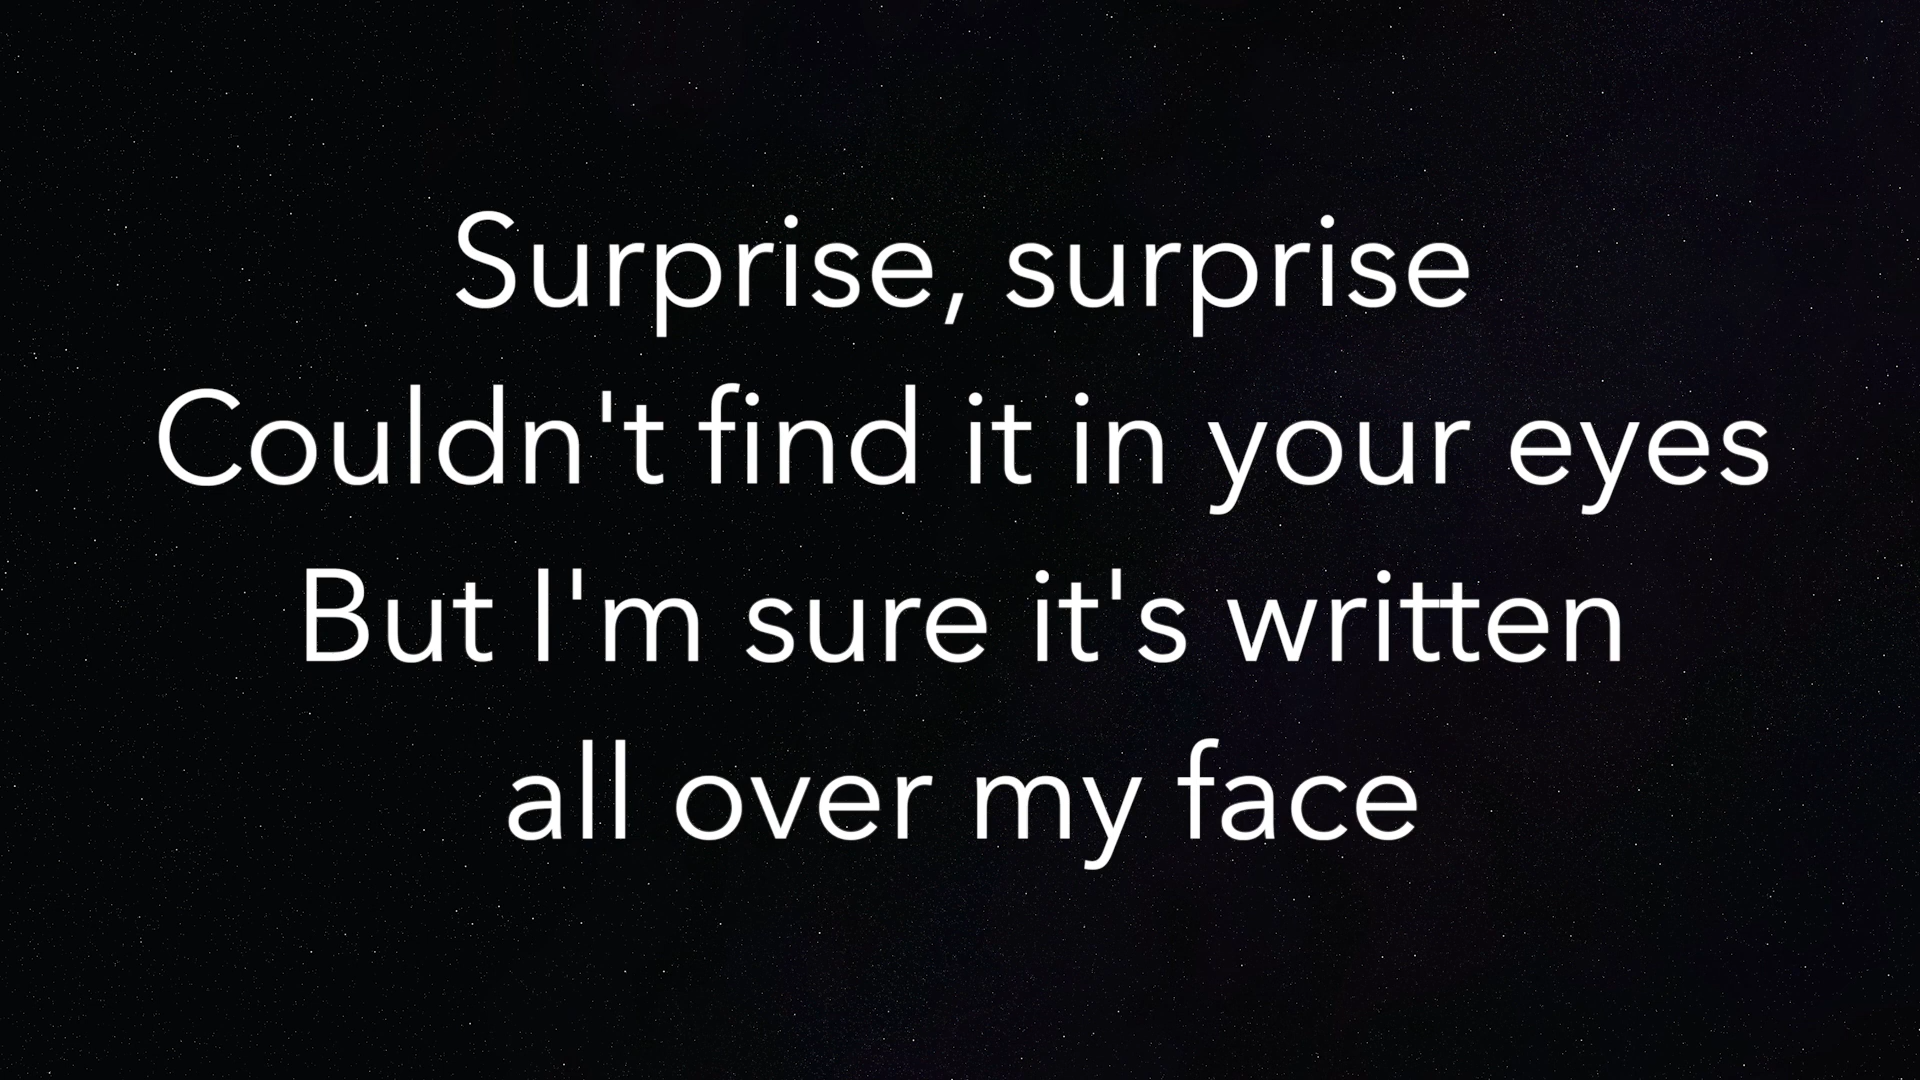 Surprise, surprise
Couldn't find it in your eyes
But I'm sure it's written
all over my face